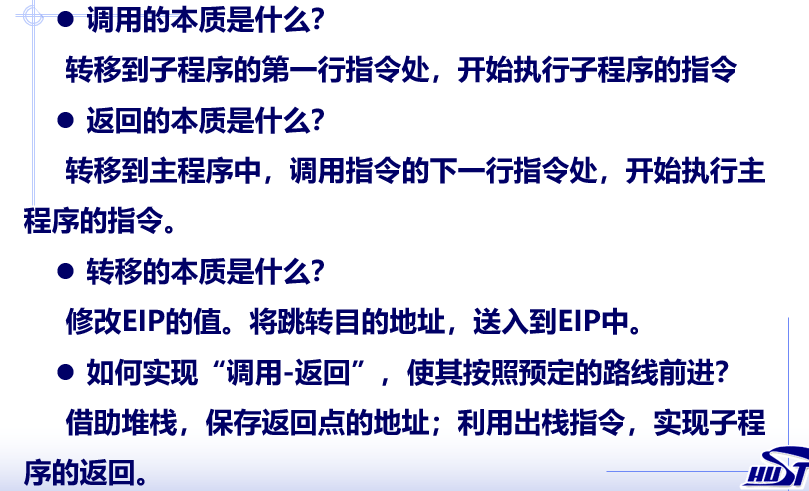 ● 调用的本质是什么？
转移到子程序的第一行指令处，开始执行子程序的指令
● 返回的本质是什么？
转移到主程序中，调用指令的下一行指令处，开始执行主
程序的指令。
● 转移的本质是什么？
修改EIP的值。将跳转目的地址，送入到EIP中。
● 如何实现“调用-返回”，使其按照预定的路线前进？
借助堆栈，保存返回点的地址；利用出栈指令，实现子程
序的返回。
HUST